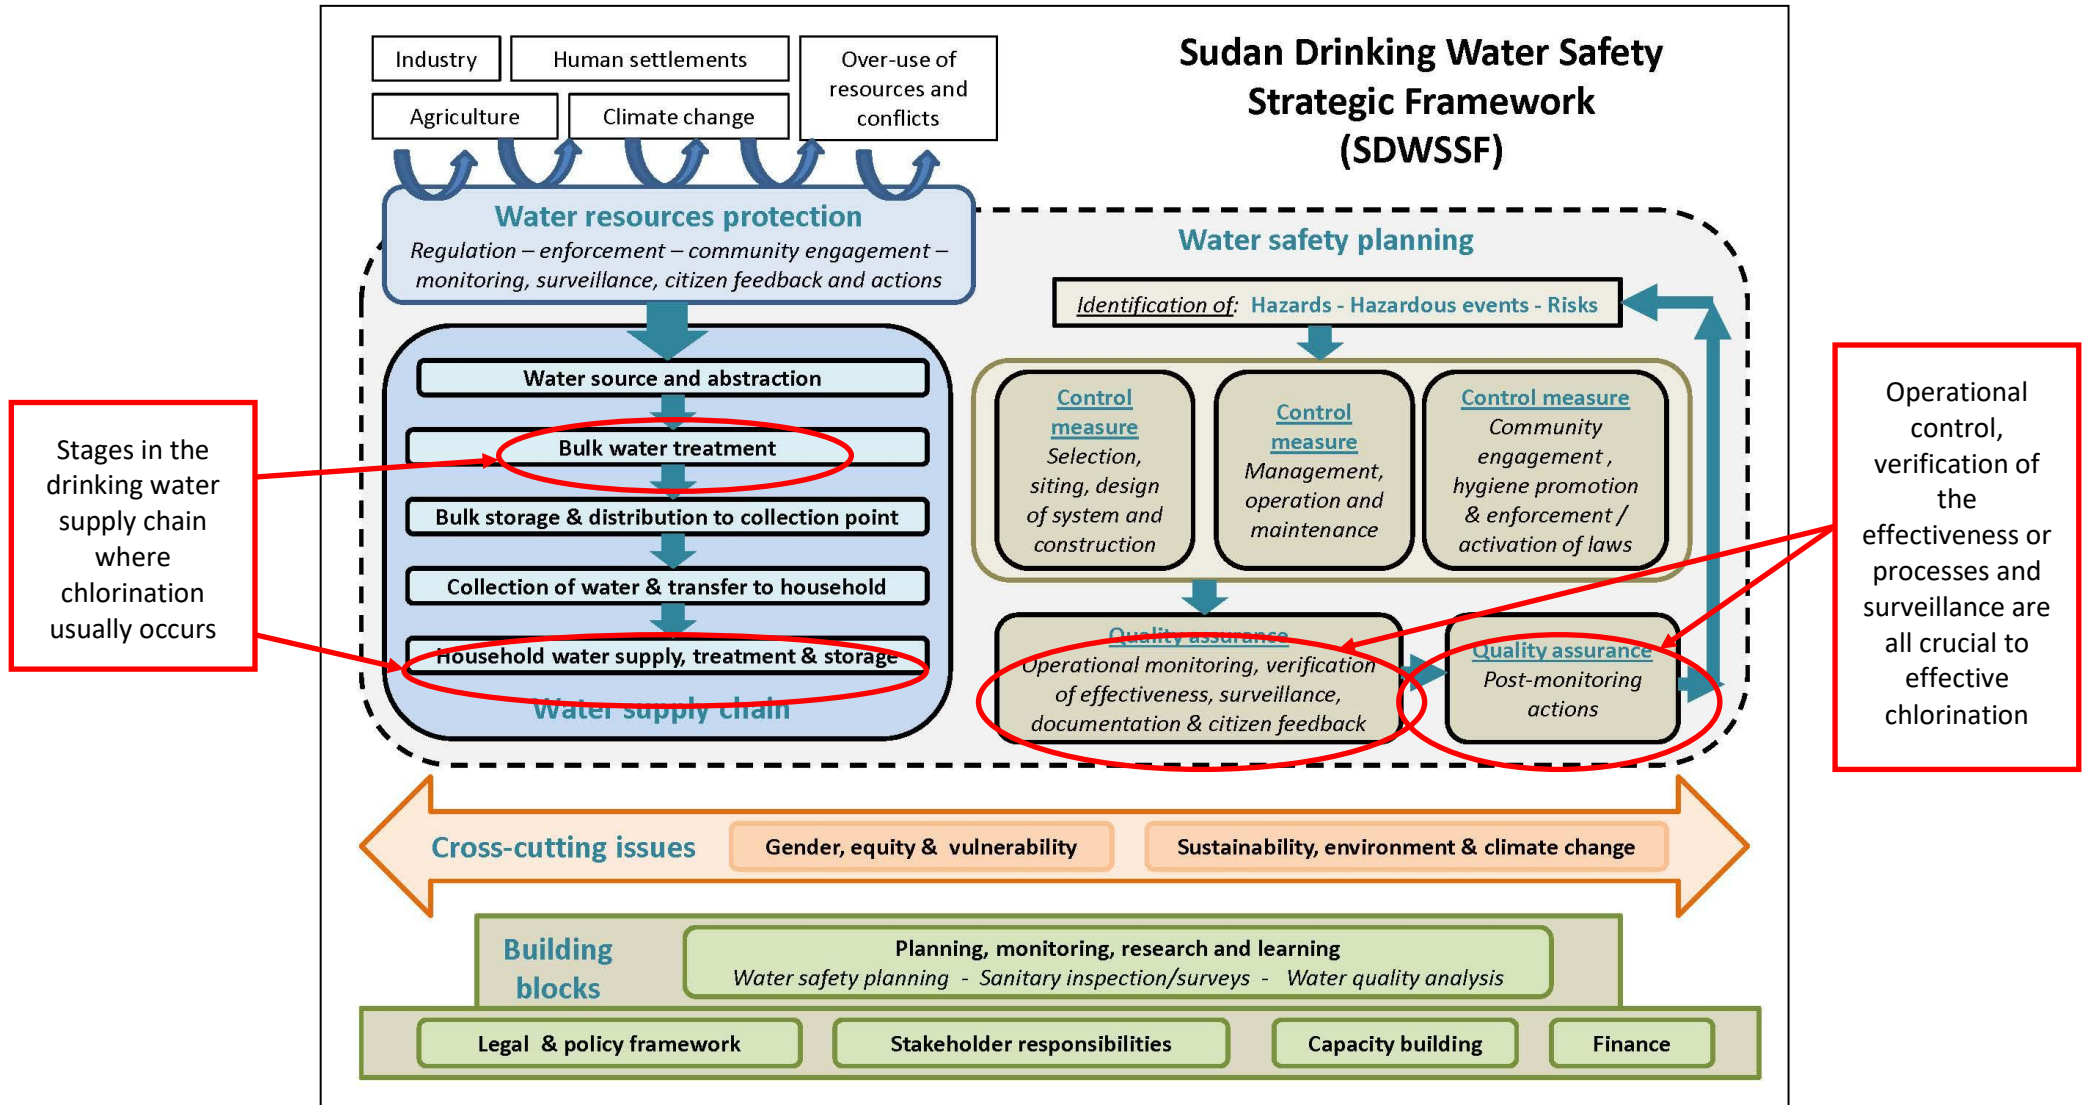 Sudan Drinking Water Safety
Strategic Framework
(SDWSSF)
Industry
Human settlements
Over-use of
resources and
conflicts
Agriculture
Climate change
Water resources protection
Regulation – enforcement – community engagement –
monitoring, surveillance, citizen feedback and actions
Water source and abstraction
Bulk water treatment
Bulk storage & distribution to collection point
Collection of water & transfer to household
Household water supply, treatment & storage
Water supply chain
Stages in the
drinking water
supply chain
where
chlorination
usually occurs
Water safety planning
Identification of: Hazards - Hazardous events - Risks
Control
measure
Selection,
siting, design
of system and
construction
Control
measure
Management,
operation and
maintenance
Control measure
Community
engagement ,
hygiene promotion
& enforcement /
activation of laws
Quality assurance
Operational monitoring, verification
of effectiveness, surveillance,
documentation & citizen feedback
Quality assurance
Post-monitoring
actions
Operational
control,
verification of
the
effectiveness or
processes and
surveillance are
all crucial to
effective
chlorination
Cross-cutting issues
Gender, equity & vulnerability
Sustainability, environment & climate change
Building
blocks
Planning, monitoring, research and learning
Water safety planning - Sanitary inspection/surveys - Water quality analysis
Legal & policy framework
Stakeholder responsibilities
Capacity building
Finance